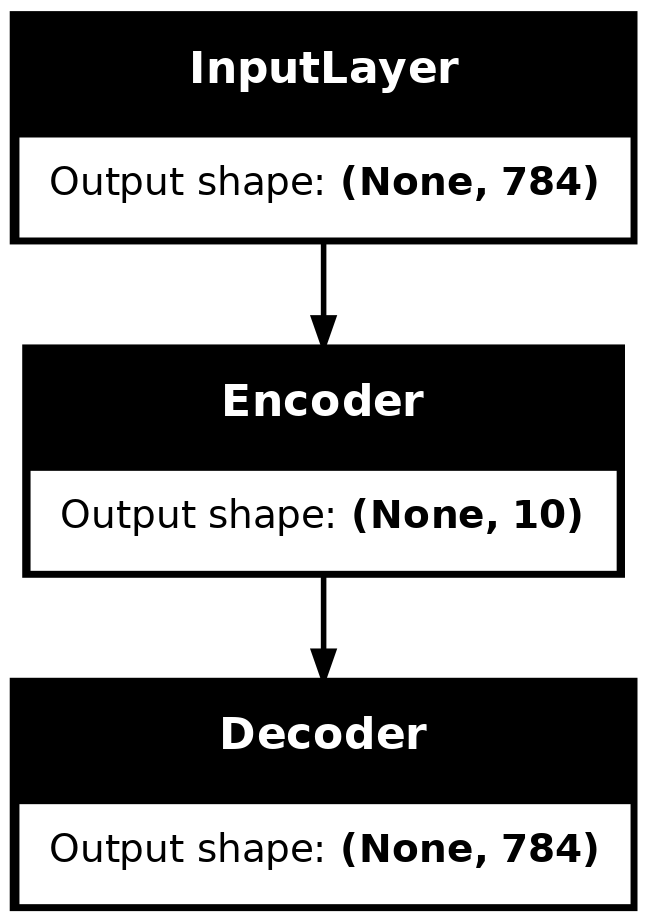 InputLayer
Output shape: (None, 784)
Encoder
Output shape: (None, 10)
Decoder
Output shape: (None, 784)